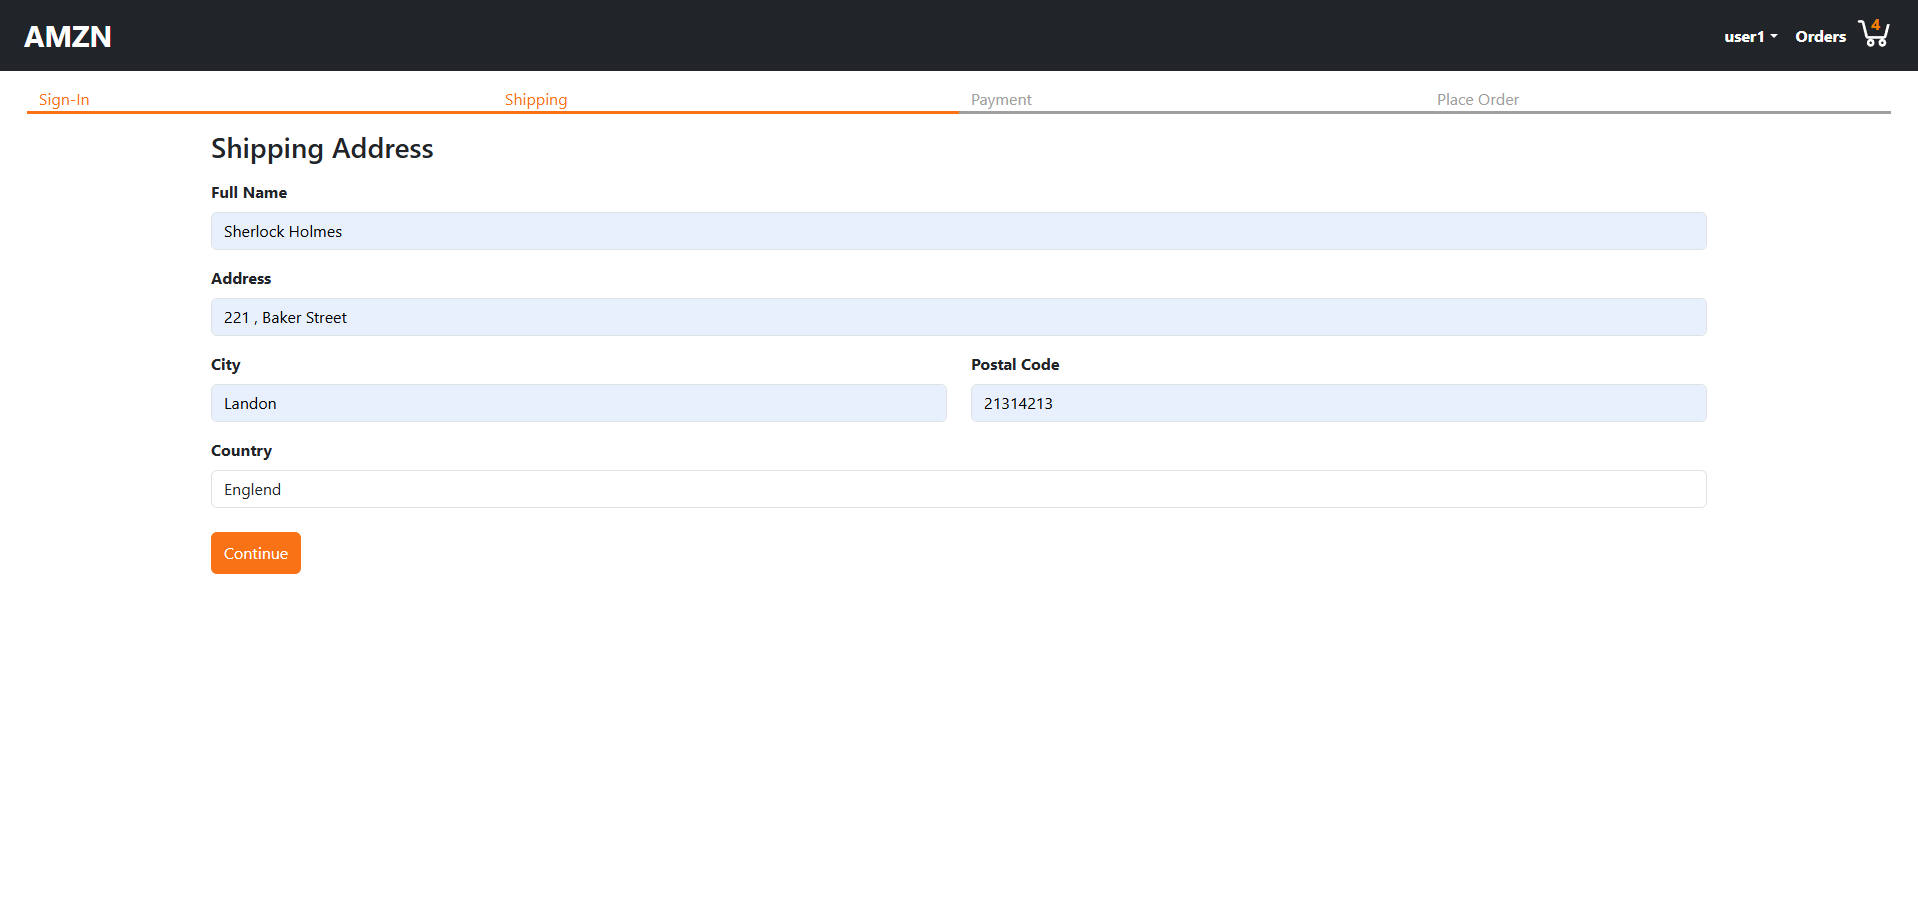 AMZN
user1 Orders 4
Sign-In Shipping Payment Place Order
Shipping Address
Full Name
Sherlock Holmes
Address
221 , Baker Street
City Postal Code
Landon 21314213
Country
Englend
Continue